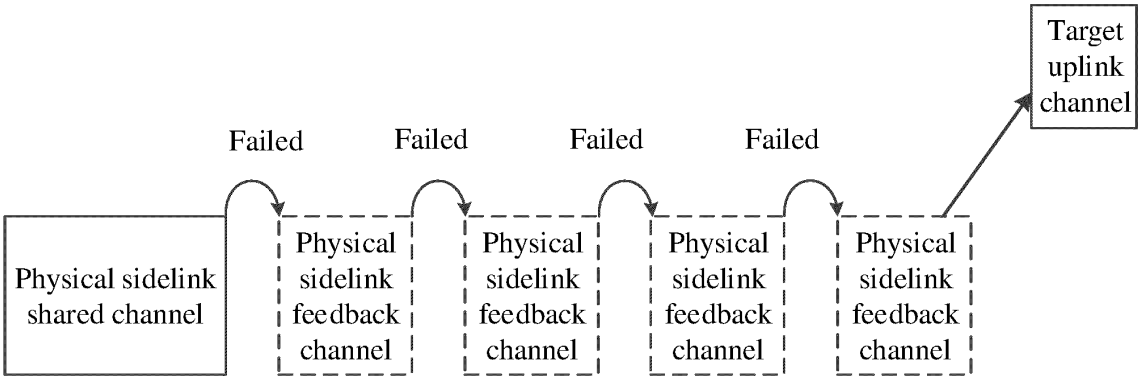 Target
uplink
channel
Failed
Failed
Failed
Failed
Physical sidelink
shared channel
Physical
sidelink
feedback
channel
Physical
sidelink
feedback
channel
Physical
sidelink
feedback
channel
Physical
sidelink
feedback
channel